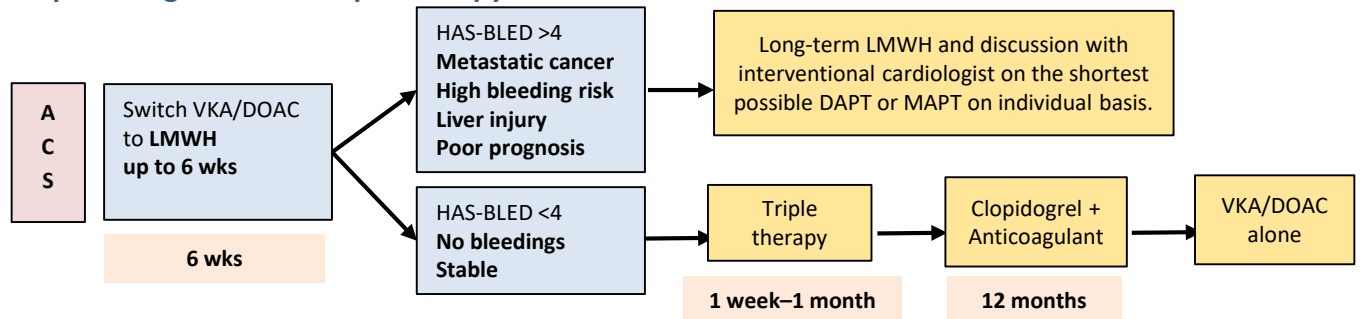 A
C
S
Switch VKA/DOAC
to LMWH
up to 6 wks
6 wks
HAS-BLED >4
Metastatic cancer
High bleeding risk
Liver injury
Poor prognosis
Long-term LMWH and discussion with
interventional cardiologist on the shortest
possible DAPT or MAPT on individual basis.
HAS-BLED <4
No bleedings
Stable
Triple
therapy
1 week–1 month
Clopidogrel +
Anticoagulant
12 months
VKA/DOAC
alone